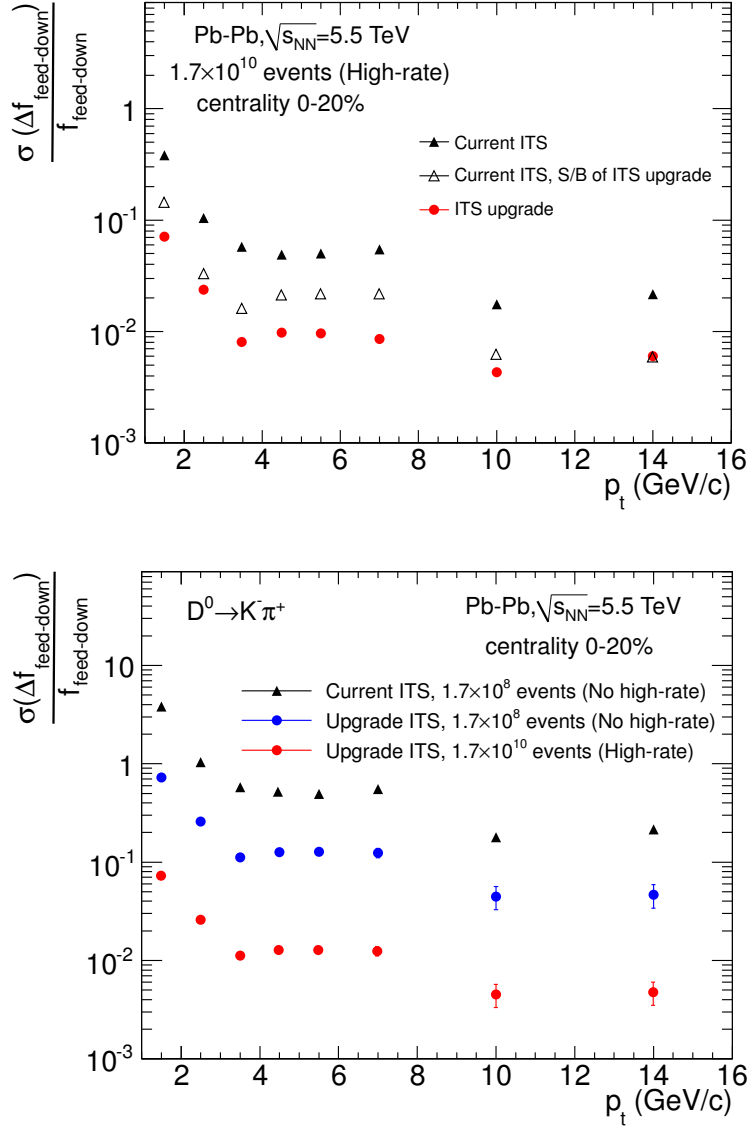 σ (Δf_feed-down)
f_feed-down
Pb-Pb,√s_NN=5.5 TeV
1.7×10^10 events (High-rate)
centrality 0-20%
Current ITS
Current ITS, S/B of ITS upgrade
ITS upgrade
1
10^-1
10^-2
10^-3
2 4 6 8 10 12 14 16
p_t (GeV/c)
σ(Δf_feed-down)
f_feed-down
D^0→K^-π^+
Pb-Pb,√s_NN=5.5 TeV
centrality 0-20%
Current ITS, 1.7×10^8 events (No high-rate)
Upgrade ITS, 1.7×10^8 events (No high-rate)
Upgrade ITS, 1.7×10^10 events (High-rate)
10
1
10^-1
10^-2
10^-3
2 4 6 8 10 12 14 16
p_t (GeV/c)